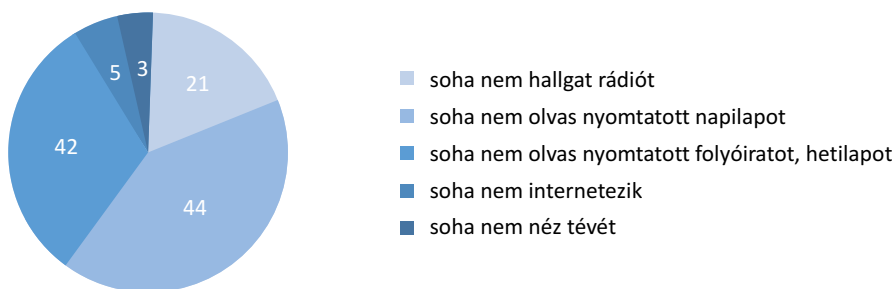 3
5
21
42
44
soha nem hallgat rádiót
soha nem olvas nyomtatott napilapot
soha nem olvas nyomtatott folyóiratot, hetilapot
soha nem internetezik
soha nem néz tévét